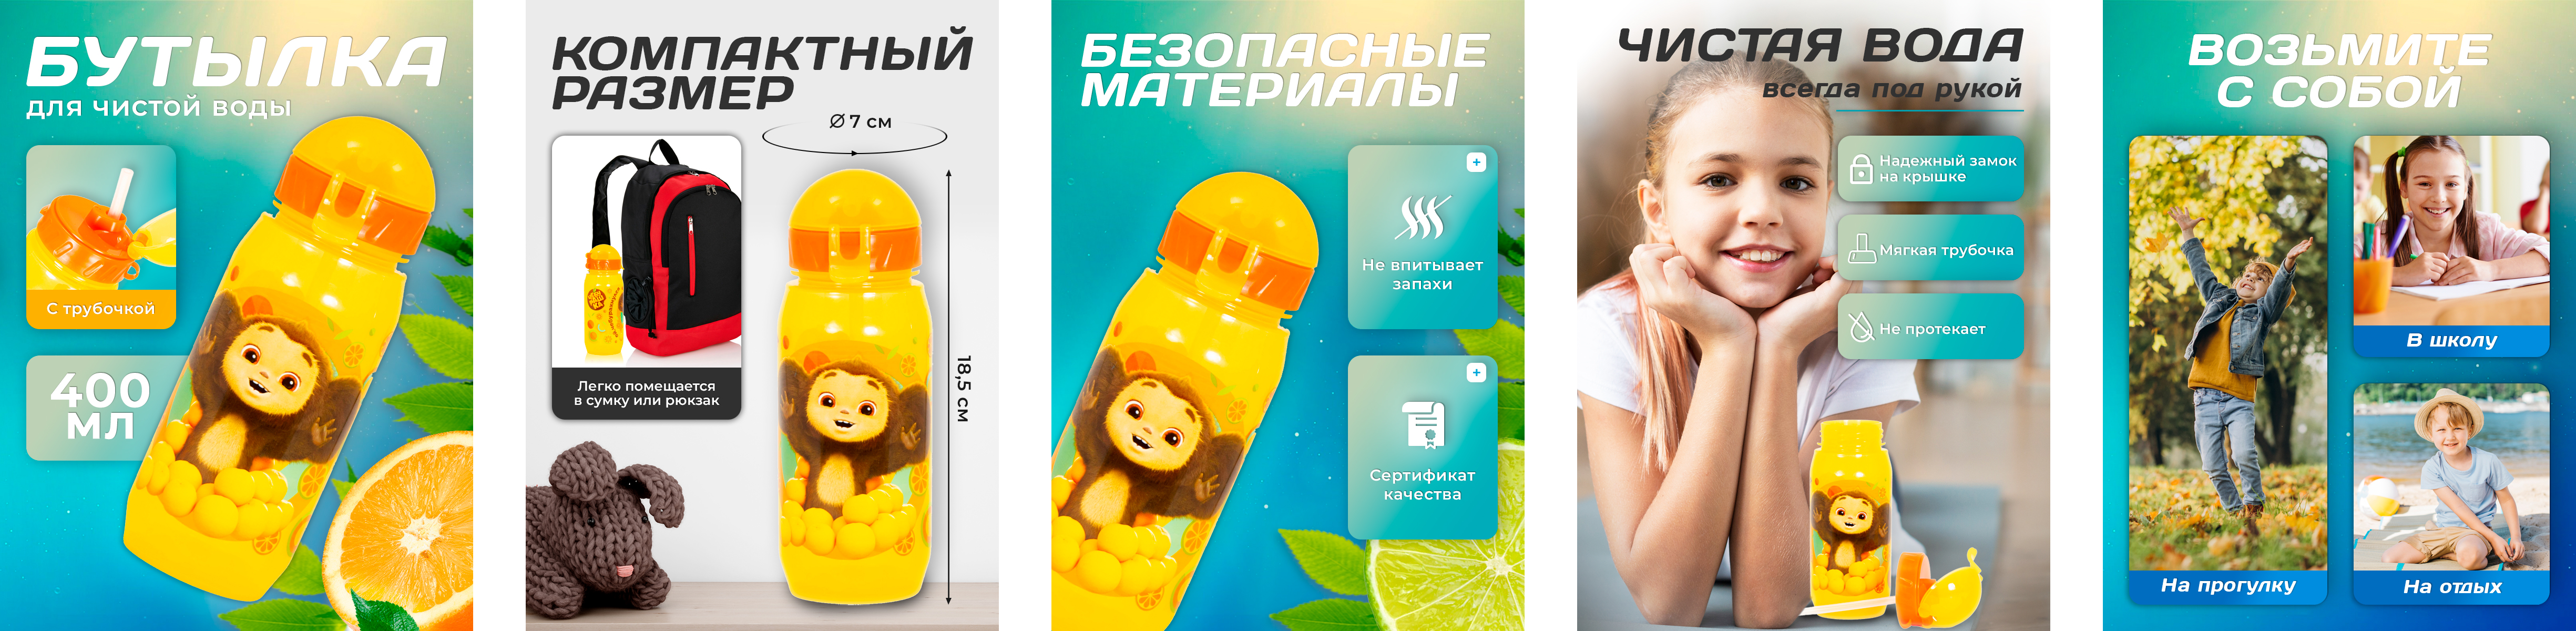 БУТЫЛКА
для чистой воды
С трубочкой
400
МЛ
КОМПАКТНЫЙ
РАЗМЕР
Ø 7 см
18,5 см
Легко помещается
в сумку или рюкзак
БЕЗОПАСНЫЕ
МАТЕРИАЛЫ
Не впитывает
запахи
Сертификат
качества
ЧИСТАЯ ВОДА
всегда под рукой
Надежный замок
на крышке
Мягкая трубочка
Не протекает
ВОЗЬМИТЕ
С СОБОЙ
На прогулку
В школу
На отдых